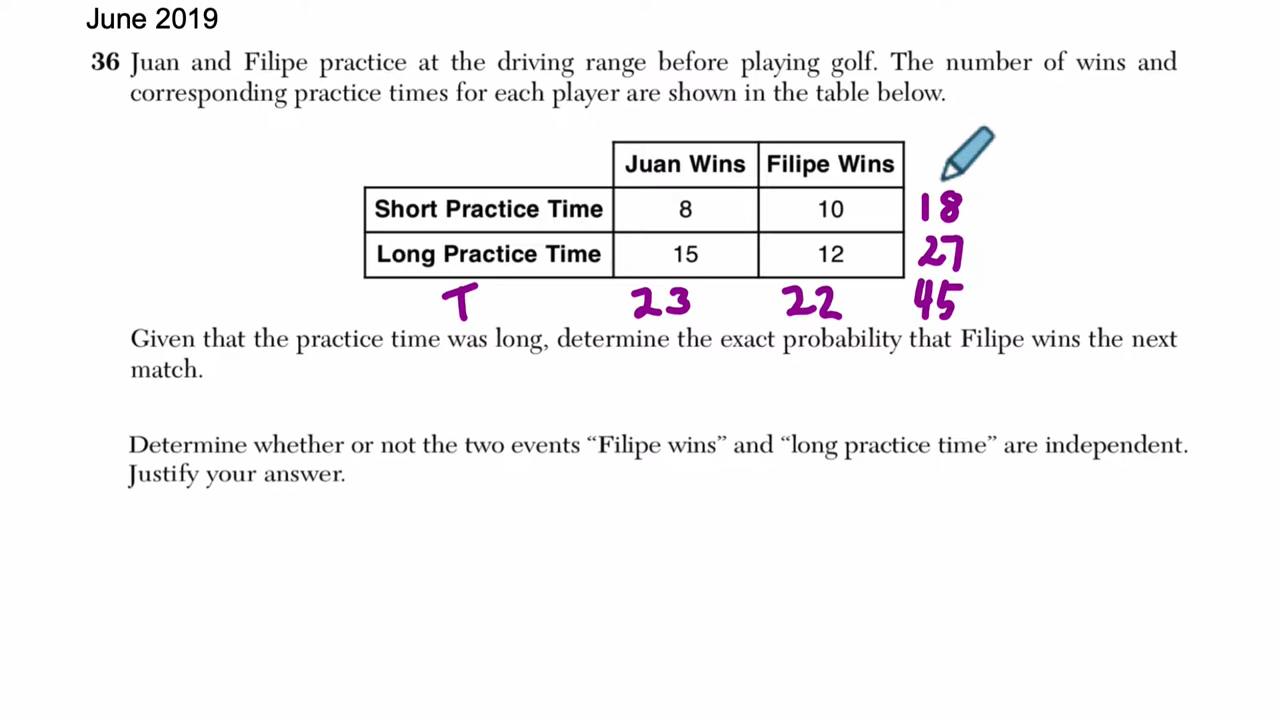 June 2019
36 Juan and Filipe practice at the driving range before playing golf. The number of wins and
corresponding practice times for each player are shown in the table below.
Juan Wins Filipe Wins
Short Practice Time 8 10 18
Long Practice Time 15 12 27
T 23 22 45
Given that the practice time was long, determine the exact probability that Filipe wins the next
match.
Determine whether or not the two events “Filipe wins” and “long practice time” are independent.
Justify your answer.